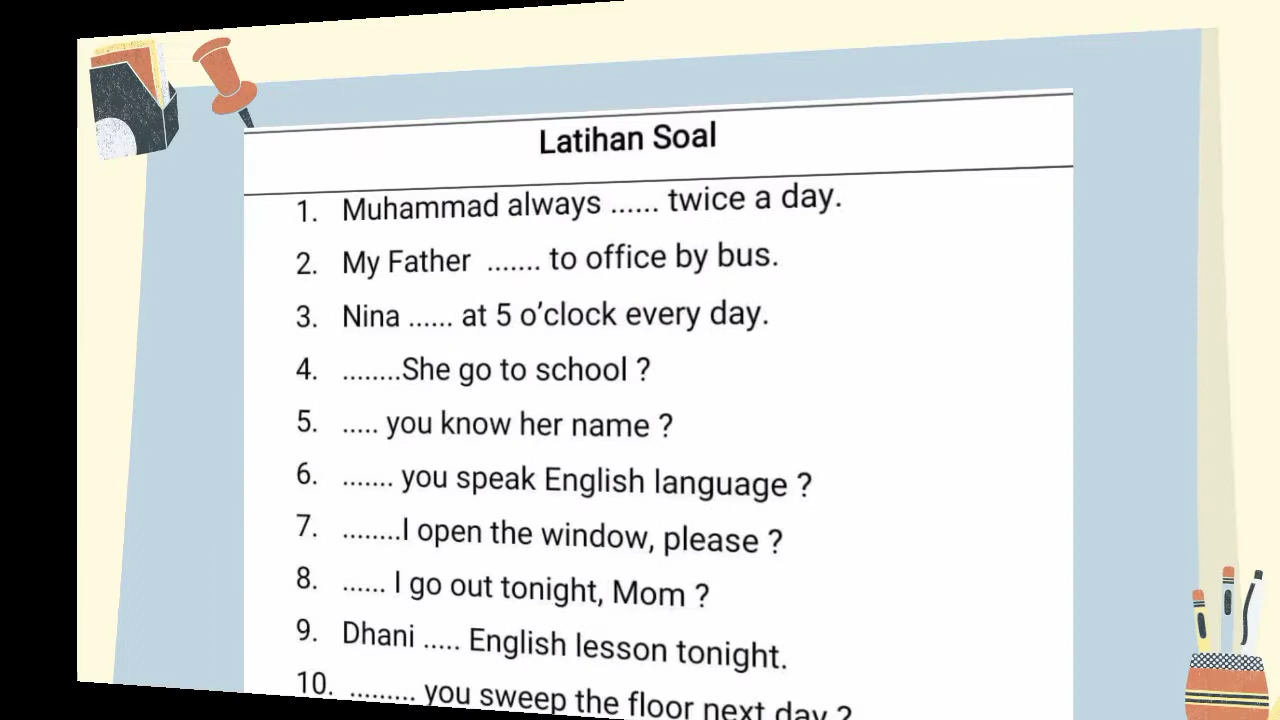 Latihan Soal
1. Muhammad always ...... twice a day.
2. My Father ....... to office by bus.
3. Nina ...... at 5 o'clock every day.
4. ........She go to school ?
5. ..... you know her name ?
6. ....... you speak English language ?
7. ........I open the window, please ?
8. ...... I go out tonight, Mom ?
9. Dhani ..... English lesson tonight.
10. ......... you sweep the floor next day ?